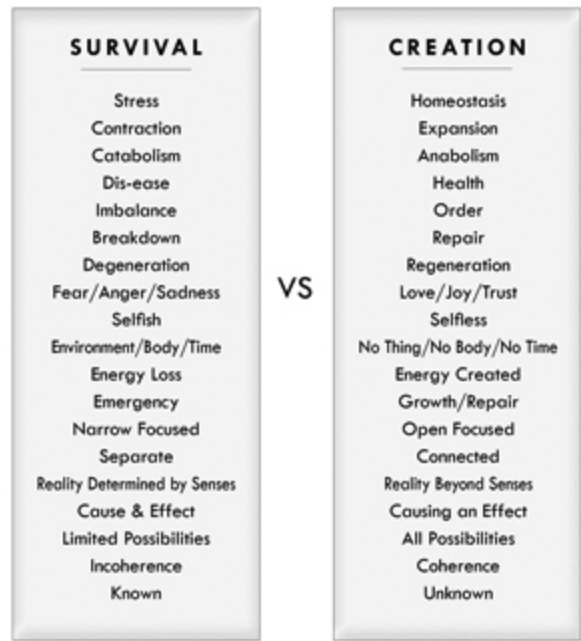 SURVIVAL
Stress
Contraction
Catabolism
Dis-ease
Imbalance
Breakdown
Degeneration
Fear/Anger/Sadness
Selfish
Environment/Body/Time
Energy Loss
Emergency
Narrow Focused
Separate
Reality Determined by Senses
Cause & Effect
Limited Possibilities
Incoherence
Known
VS
CREATION
Homeostasis
Expansion
Anabolism
Health
Order
Repair
Regeneration
Love/Joy/Trust
Selfless
No Thing/No Body/No Time
Energy Created
Growth/Repair
Open Focused
Connected
Reality Beyond Senses
Causing an Effect
All Possibilities
Coherence
Unknown